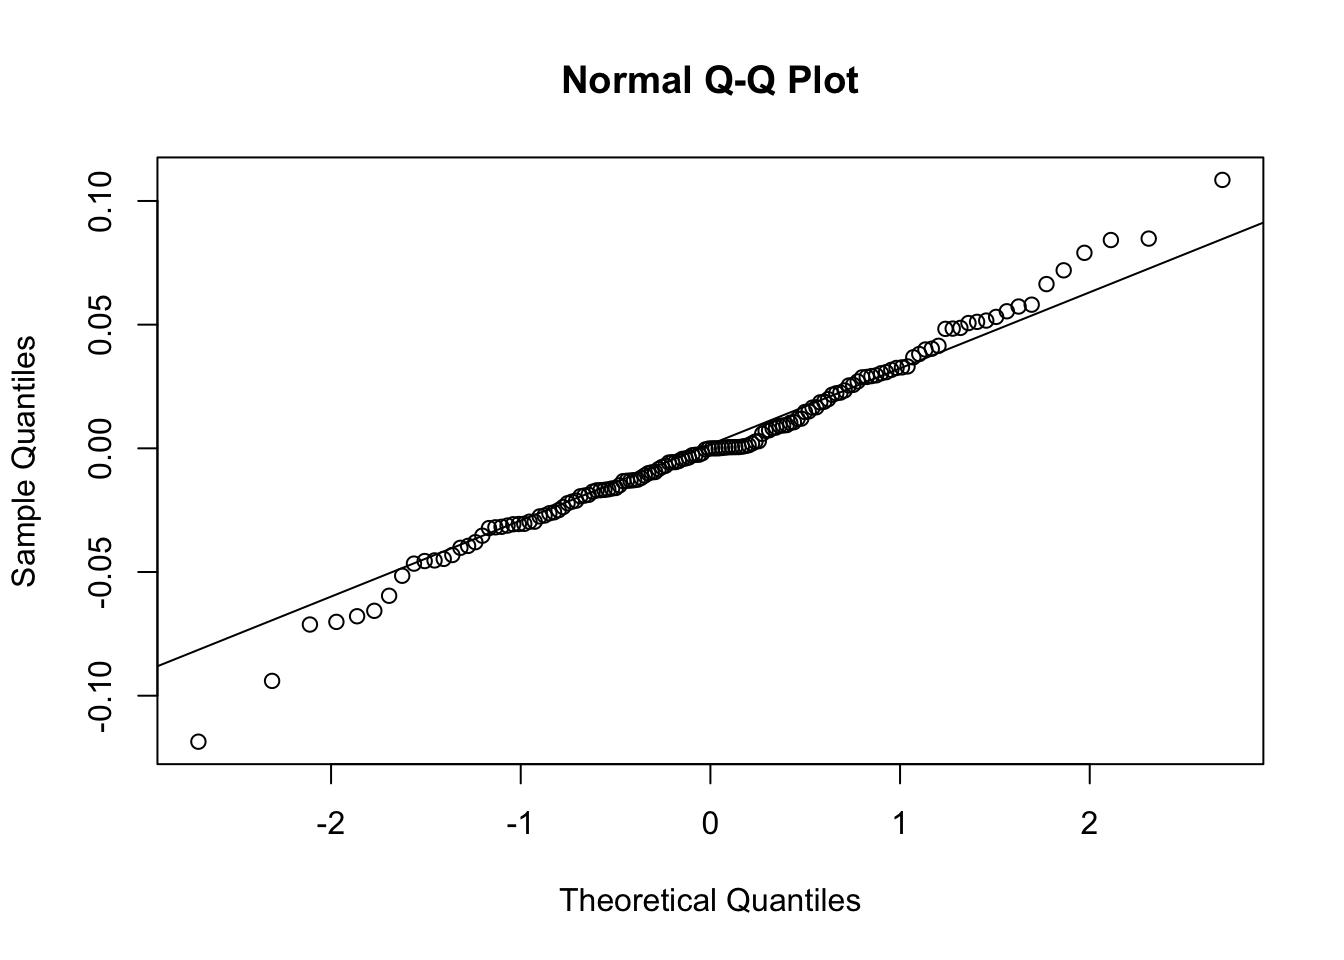 Normal Q-Q Plot
0.10
0.05
0.00
-0.05
-0.10
Sample Quantiles
-2 -1 0 1 2
Theoretical Quantiles